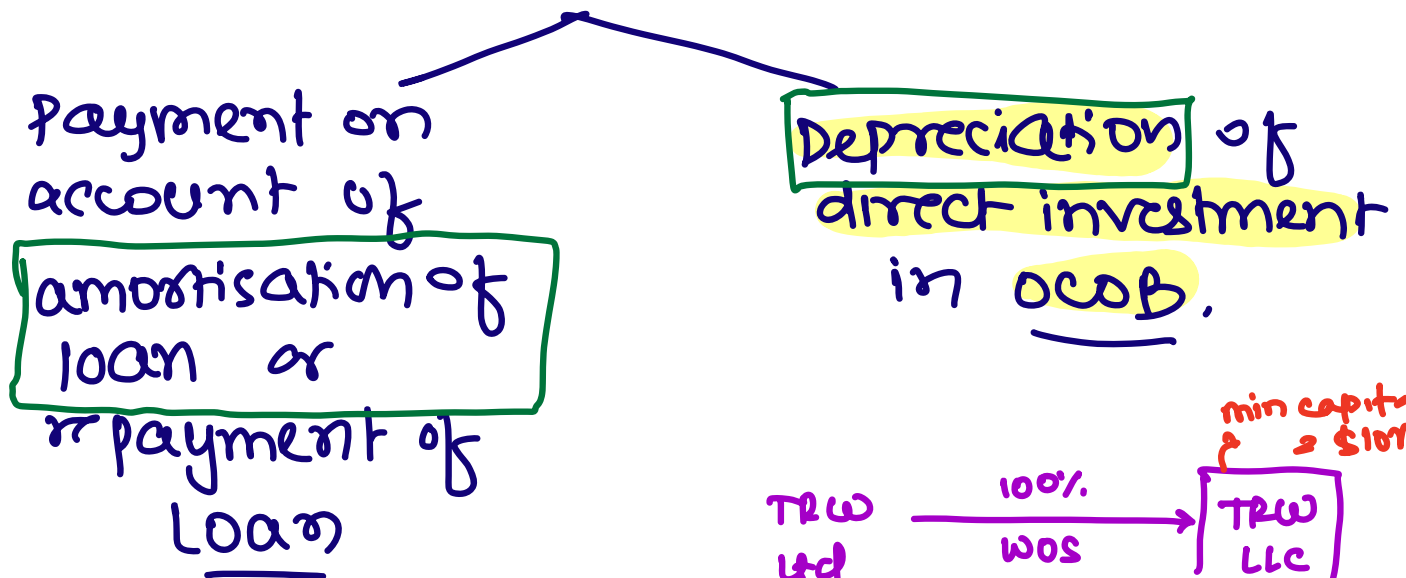 Payment on
account of
amortisation of
loan or
repayment of
Loan
Depreciation of
direct investment
in OCOB.
min
=
TRW
Ltd
100%
WOS
TRW
LLC